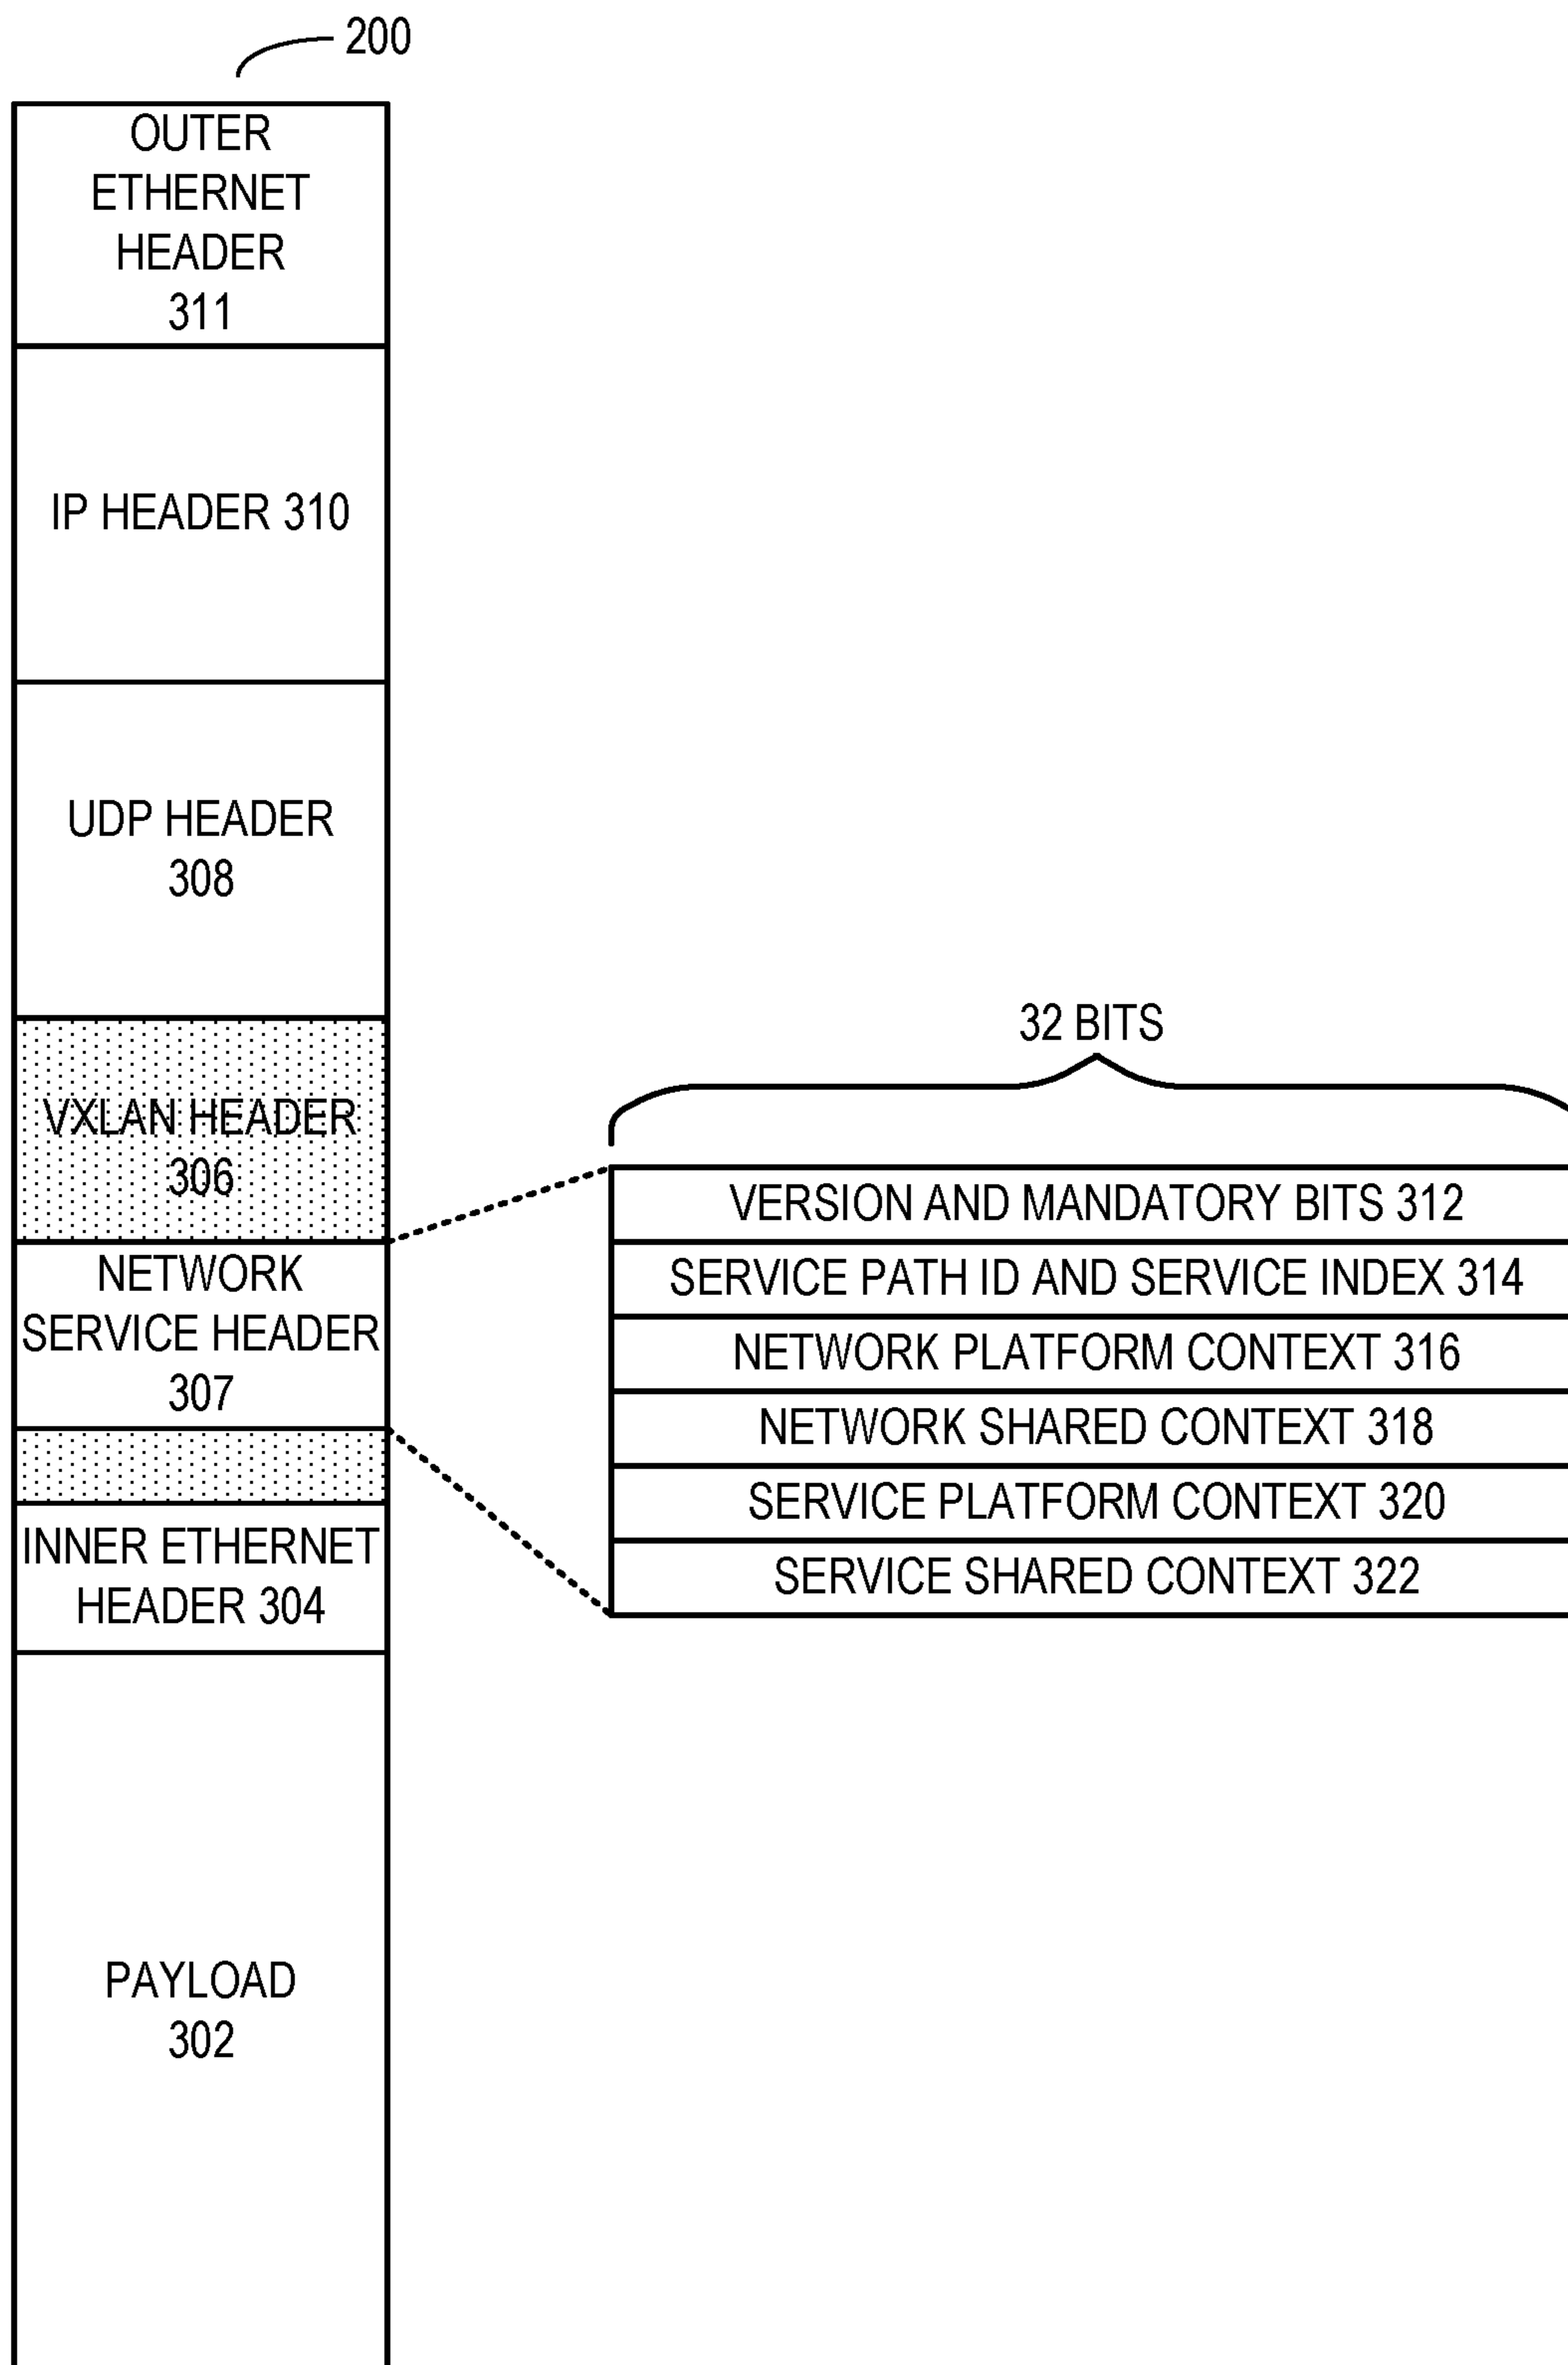 200
OUTER
ETHERNET
HEADER
311
IP HEADER 310
UDP HEADER
308
VXLAN HEADER
306
NETWORK
SERVICE HEADER
307
INNER ETHERNET
HEADER 304
PAYLOAD
302
32 BITS
VERSION AND MANDATORY BITS 312
SERVICE PATH ID AND SERVICE INDEX 314
NETWORK PLATFORM CONTEXT 316
NETWORK SHARED CONTEXT 318
SERVICE PLATFORM CONTEXT 320
SERVICE SHARED CONTEXT 322